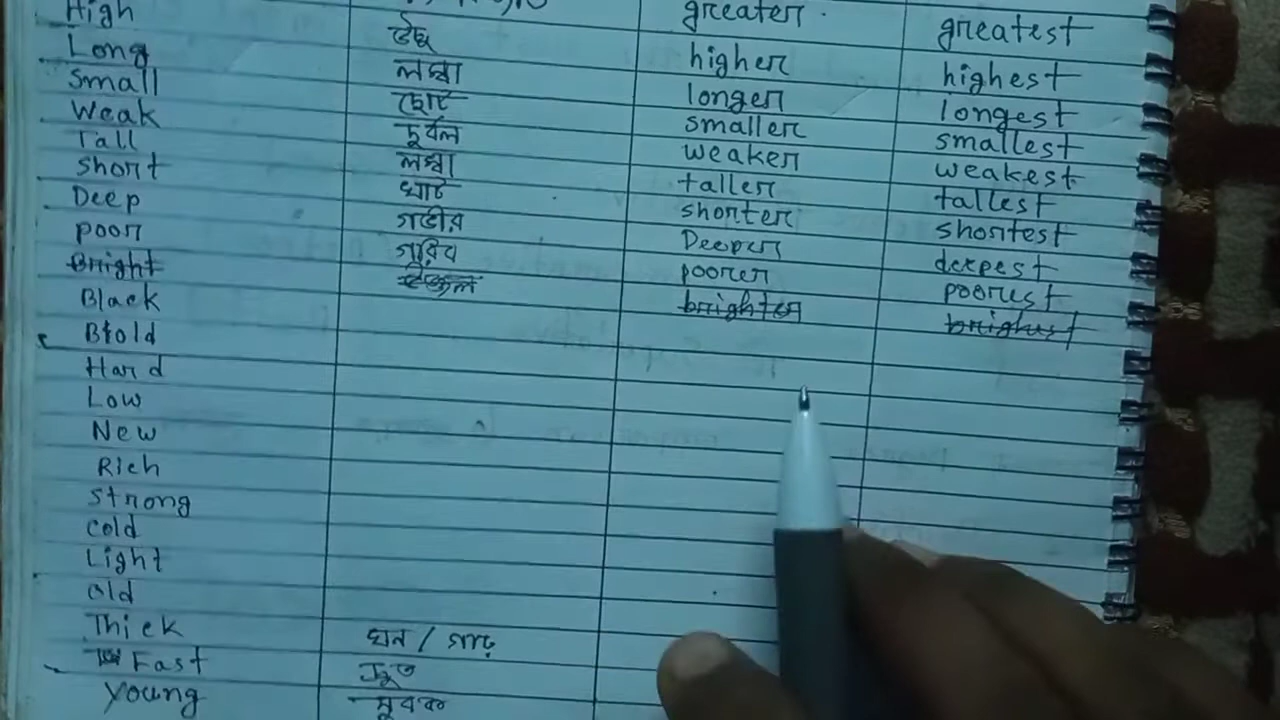 greater greatest
High উঁচু higher highest
Long লম্বা longer longest
Small ছোট smaller smallest
Weak দুর্বল weaker weakest
Tall লম্বা taller tallest
Short খাট shorter shortest
Deep গভীর Deeper deepest
poor গরিব poorer poorest
Bright উজ্জ্বল brighter
Black
Bold
Hard
Low
New
Rich
Strong
Cold
Light
Old
Thick ঘন / গাঢ়
Fast দ্রুত
Young যুবক